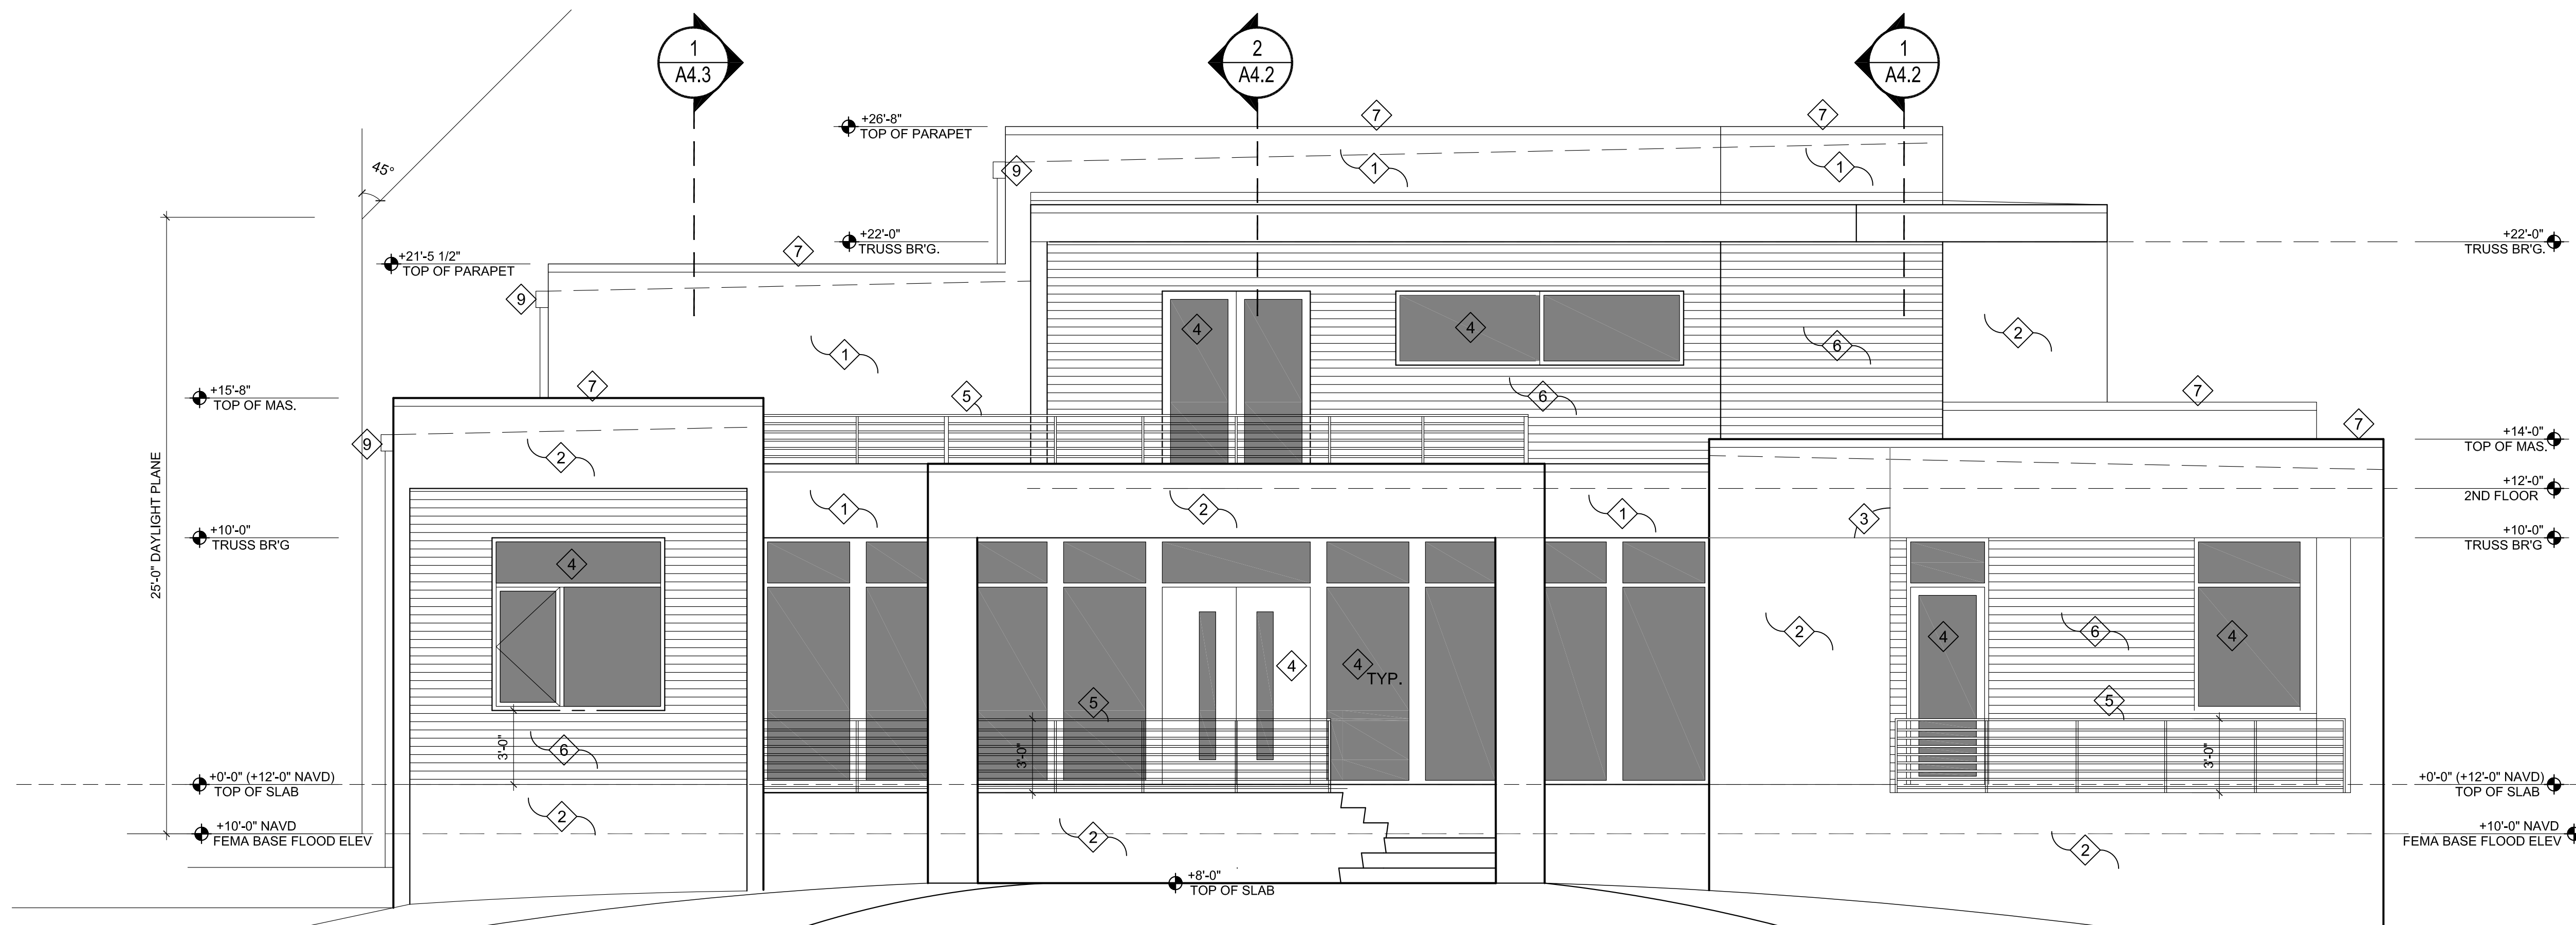 1
A4.3
2
A4.2
1
A4.2
7
7
+26'-8"
TOP OF PARAPET
45°
9
1
1
+22'-0"
TRUSS BR'G.
+22'-0"
TRUSS BR'G.
7
+21'-5 1/2"
TOP OF PARAPET
9
4
4
2
1
6
7
5
6
7
+15'-8"
TOP OF MAS.
7
9
+14'-0"
TOP OF MAS.
2
25'-0" DAYLIGHT PLANE
+12'-0"
2ND FLOOR
1
2
1
3
+10'-0"
TRUSS BR'G
+10'-0"
TRUSS BR'G
4
2
4
6
4
4
4
TYP.
5
5
3'-0"
6
3'-0"
3'-0"
+0'-0" (+12'-0" NAVD)
TOP OF SLAB
+0'-0" (+12'-0" NAVD)
TOP OF SLAB
2
+10'-0" NAVD
FEMA BASE FLOOD ELEV
2
2
+10'-0" NAVD
FEMA BASE FLOOD ELEV
+8'-0"
TOP OF SLAB